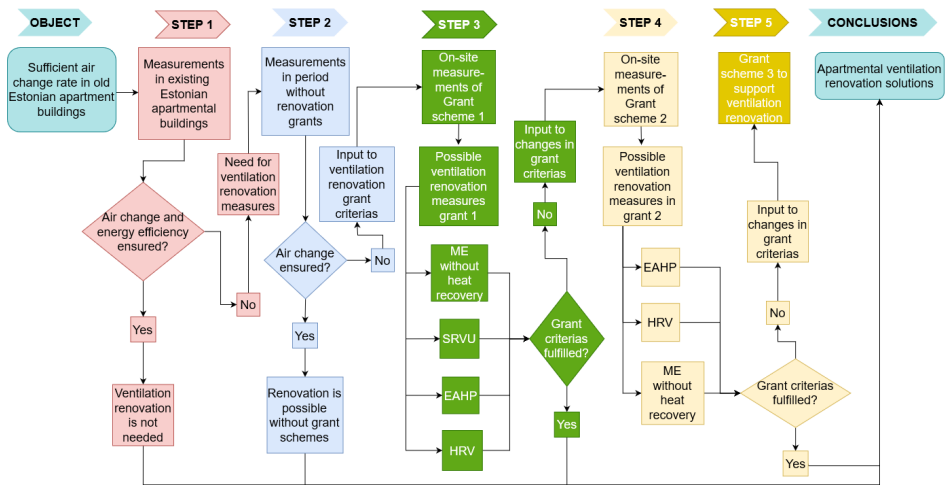 OBJECT
STEP 1
STEP 2
STEP 3
STEP 4
STEP 5
CONCLUSIONS
Sufficient air
change rate in old
Estonian apartment
buildings
Measurements
in existing
Estonian
apartmental
buildings
Air change and
energy efficiency
ensured?
No
Yes
Ventilation
renovation
is not
needed
Need for
ventilation
renovation
measures
Measurements
in period
without
renovation
grants
Air change
ensured?
No
Yes
Renovation is
possible
without grant
schemes
Input to
ventilation
renovation
grant
criterias
On-site
measure-
ments of
Grant
scheme 1
Possible
ventilation
renovation
measures
grant 1
ME
without
heat
recovery
SRVU
EAHP
HRV
Grant
criterias
fulfilled?
No
Yes
Input to
changes in
grant
criterias
On-site
measure-
ments of
Grant
scheme 2
Possible
ventilation
renovation
measures in
grant 2
EAHP
HRV
ME
without
heat
recovery
Grant criterias
fulfilled?
No
Yes
Input to
changes in
grant
criterias
Grant
scheme 3 to
support
ventilation
renovation
Apartmental ventilation
renovation solutions